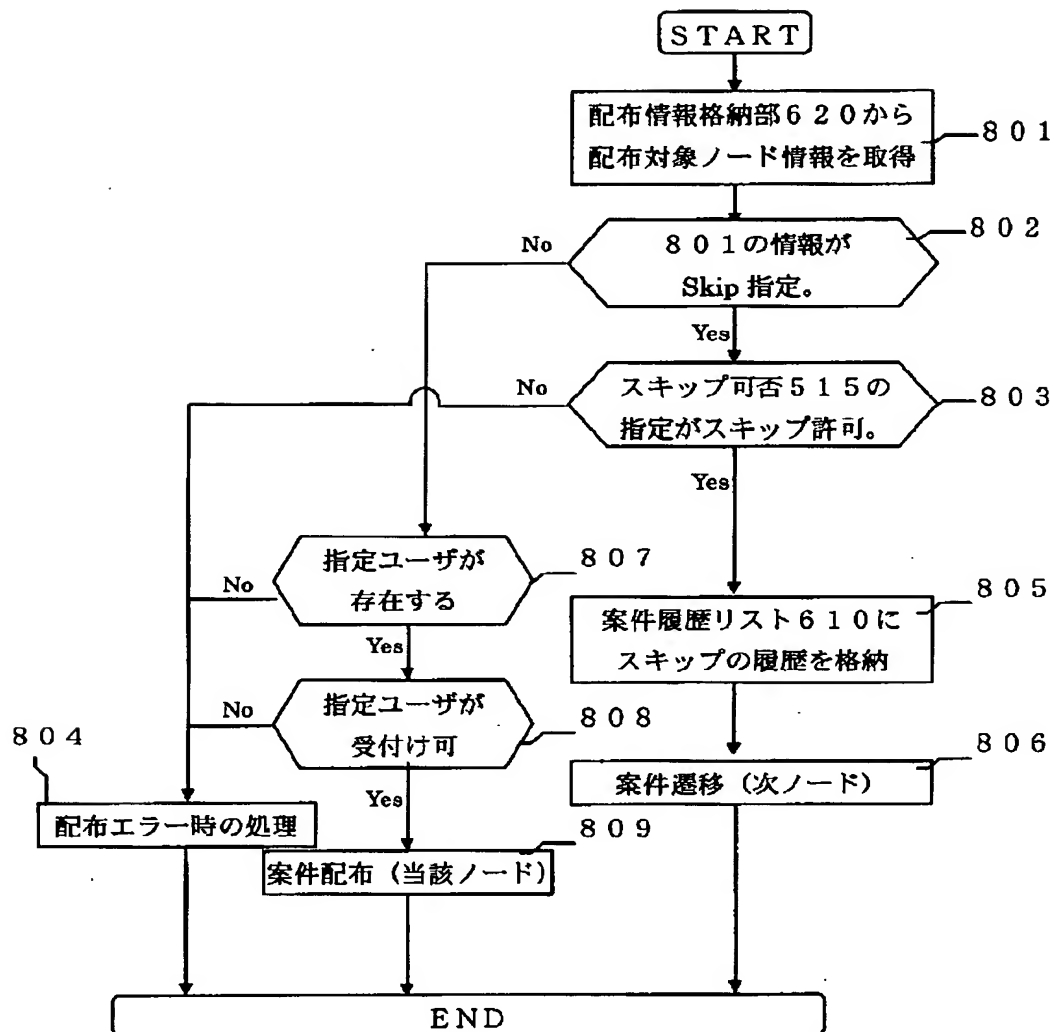 START
配布情報格納部620から
配布対象ノード情報を取得
801
802
No
801の情報が
Skip 指定。
Yes
No
スキップ可否515の
指定がスキップ許可。
803
Yes
指定ユーザが
存在する
807
No
Yes
案件履歴リスト610に
スキップの履歴を格納
805
指定ユーザが
受付け可
808
No
804
Yes
案件遷移（次ノード）
806
配布エラー時の処理
809
案件配布（当該ノード）
END